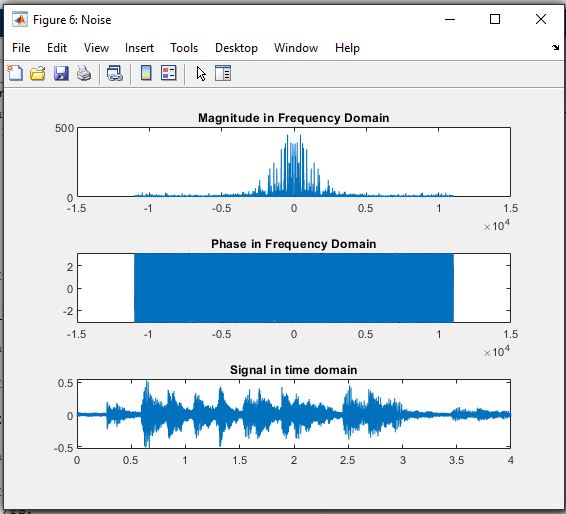 Figure 6: Noise
File Edit View Insert Tools Desktop Window Help
Magnitude in Frequency Domain
500
0
-1.5 -1 -0.5 0 0.5 1 1.5
×10^4
Phase in Frequency Domain
2
0
-2
-1.5 -1 -0.5 0 0.5 1 1.5
×10^4
Signal in time domain
0.5
0
-0.5
0 0.5 1 1.5 2 2.5 3 3.5 4